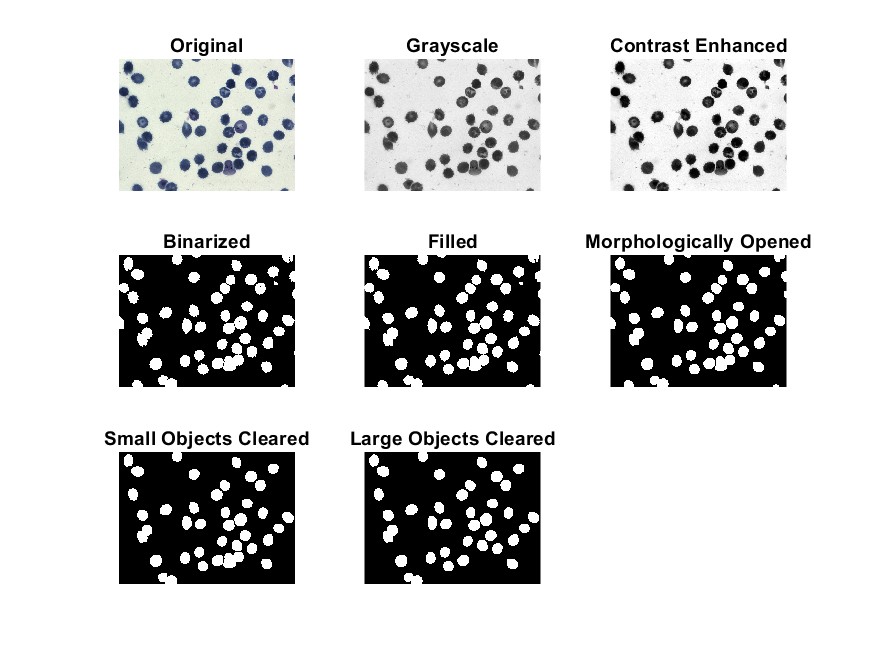 Original
Grayscale
Contrast Enhanced
Binarized
Filled
Morphologically Opened
Small Objects Cleared
Large Objects Cleared